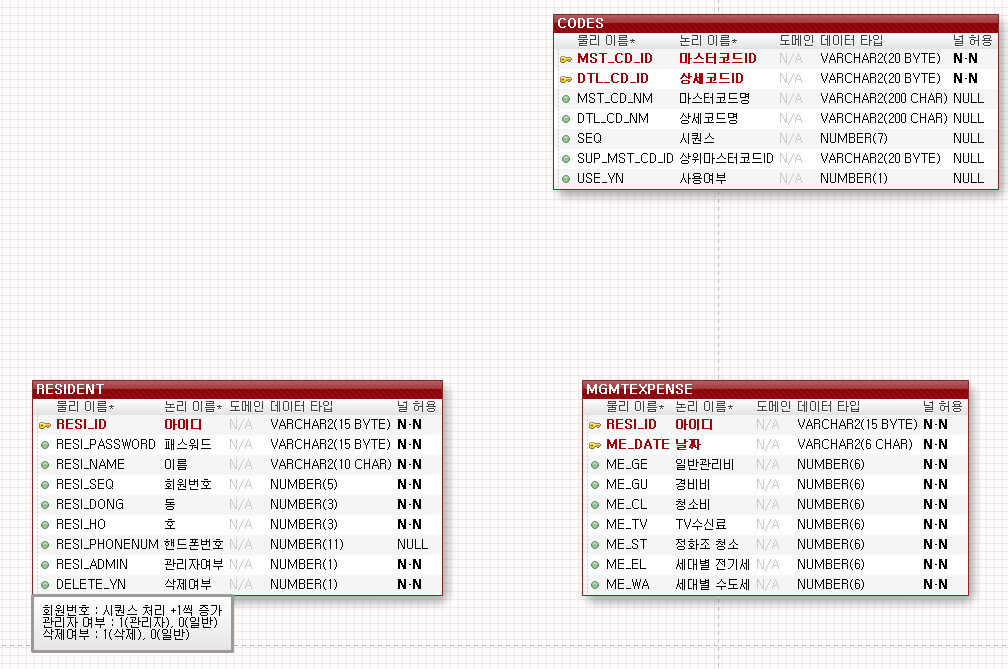 CODES
물리 이름* 논리 이름* 도메인 데이터 타입 널 허용
MST_CD_ID 마스터코드ID N/A VARCHAR2(20 BYTE) N-N
DTL_CD_ID 상세코드ID N/A VARCHAR2(20 BYTE) N-N
MST_CD_NM 마스터코드명 N/A VARCHAR2(200 CHAR) NULL
DTL_CD_NM 상세코드명 N/A VARCHAR2(200 CHAR) NULL
SEQ 시퀀스 N/A NUMBER(7) NULL
SUP_MST_CD_ID 상위마스터코드ID N/A VARCHAR2(20 BYTE) NULL
USE_YN 사용여부 N/A NUMBER(1) NULL
RESIDENT
물리 이름* 논리 이름* 도메인 데이터 타입 널 허용
RESI_ID 아이디 N/A VARCHAR2(15 BYTE) N-N
RESI_PASSWORD 패스워드 N/A VARCHAR2(15 BYTE) N-N
RESI_NAME 이름 N/A VARCHAR2(10 CHAR) N-N
RESI_SEQ 회원번호 N/A NUMBER(5) N-N
RESI_DONG 동 N/A NUMBER(3) N-N
RESI_HO 호 N/A NUMBER(3) N-N
RESI_PHONENUM 핸드폰번호 N/A NUMBER(11) NULL
RESI_ADMIN 관리자여부 N/A NUMBER(1) N-N
DELETE_YN 삭제여부 N/A NUMBER(1) N-N
회원번호 : 시퀀스 처리 +1씩 증가
관리자 여부 : 1(관리자), 0(일반)
삭제여부 : 1(삭제), 0(일반)
MGMTEXPENSE
물리 이름* 논리 이름* 도메인 데이터 타입 널 허용
RESI_ID 아이디 N/A VARCHAR2(15 BYTE) N-N
ME_DATE 날짜 N/A VARCHAR2(6 CHAR) N-N
ME_GE 일반관리비 N/A NUMBER(6) N-N
ME_GU 경비비 N/A NUMBER(6) N-N
ME_CL 청소비 N/A NUMBER(6) N-N
ME_TV TV수신료 N/A NUMBER(6) N-N
ME_ST 정화조 청소 N/A NUMBER(6) N-N
ME_EL 세대별 전기세 N/A NUMBER(6) N-N
ME_WA 세대별 수도세 N/A NUMBER(6) N-N